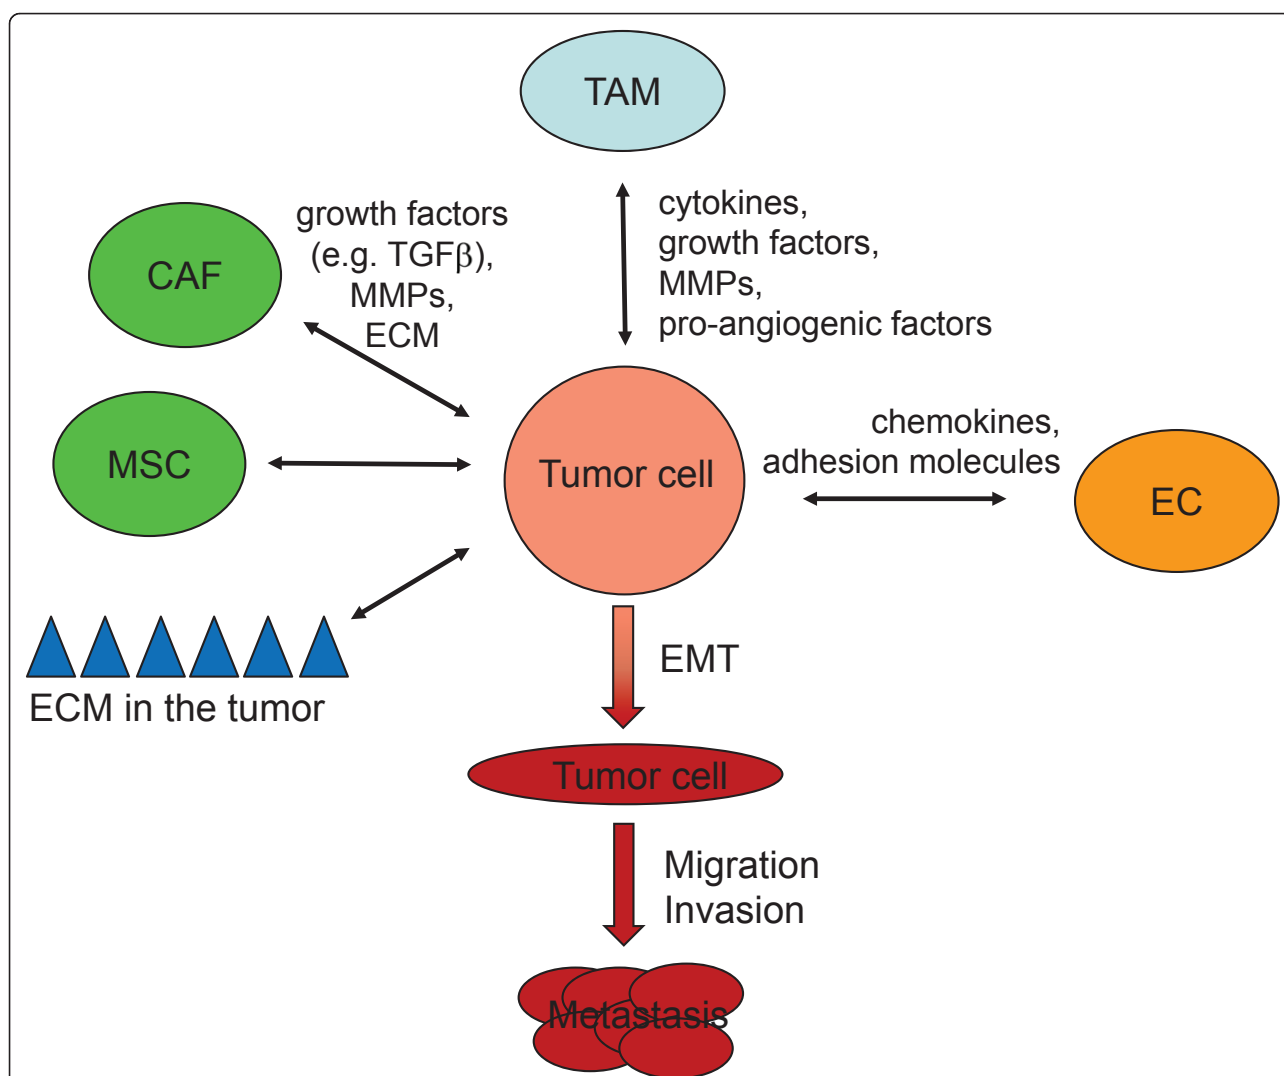 TAM
cytokines,
growth factors,
MMPs,
pro-angiogenic factors
growth factors
(e.g. TGFβ),
MMPs,
ECM
CAF
MSC
Tumor cell
chemokines,
adhesion molecules
EC
ECM in the tumor
EMT
Tumor cell
Migration
Invasion
Metastasis